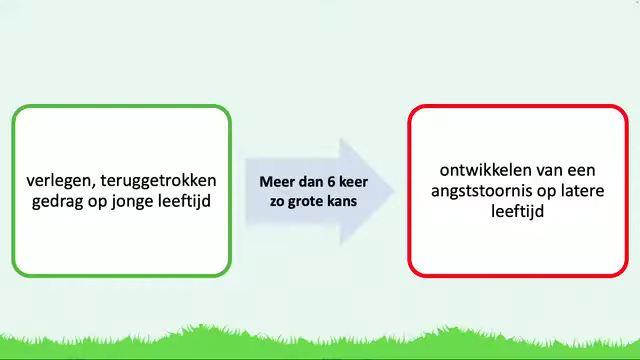 verlegen, teruggetrokken
gedrag op jonge leeftijd
Meer dan 6 keer
zo grote kans
ontwikkelen van een
angststoornis op latere
leeftijd